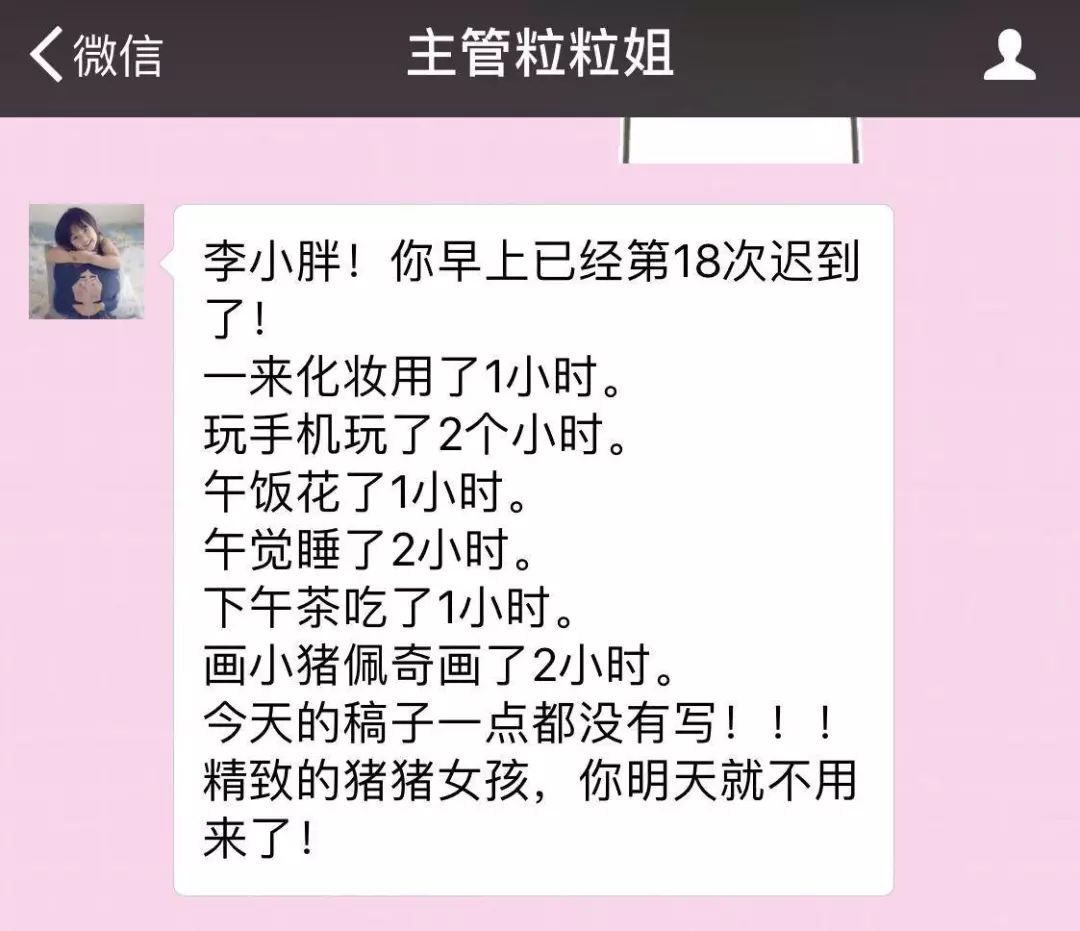 微信
主管粒粒姐
李小胖！你早上已经第18次迟到
了！
一来化妆用了1小时。
玩手机玩了2个小时。
午饭花了1小时。
午觉睡了2小时。
下午茶吃了1小时。
画小猪佩奇画了2小时。
今天的稿子一点都没有写！！！
精致的猪猪女孩，你明天就不用
来了！